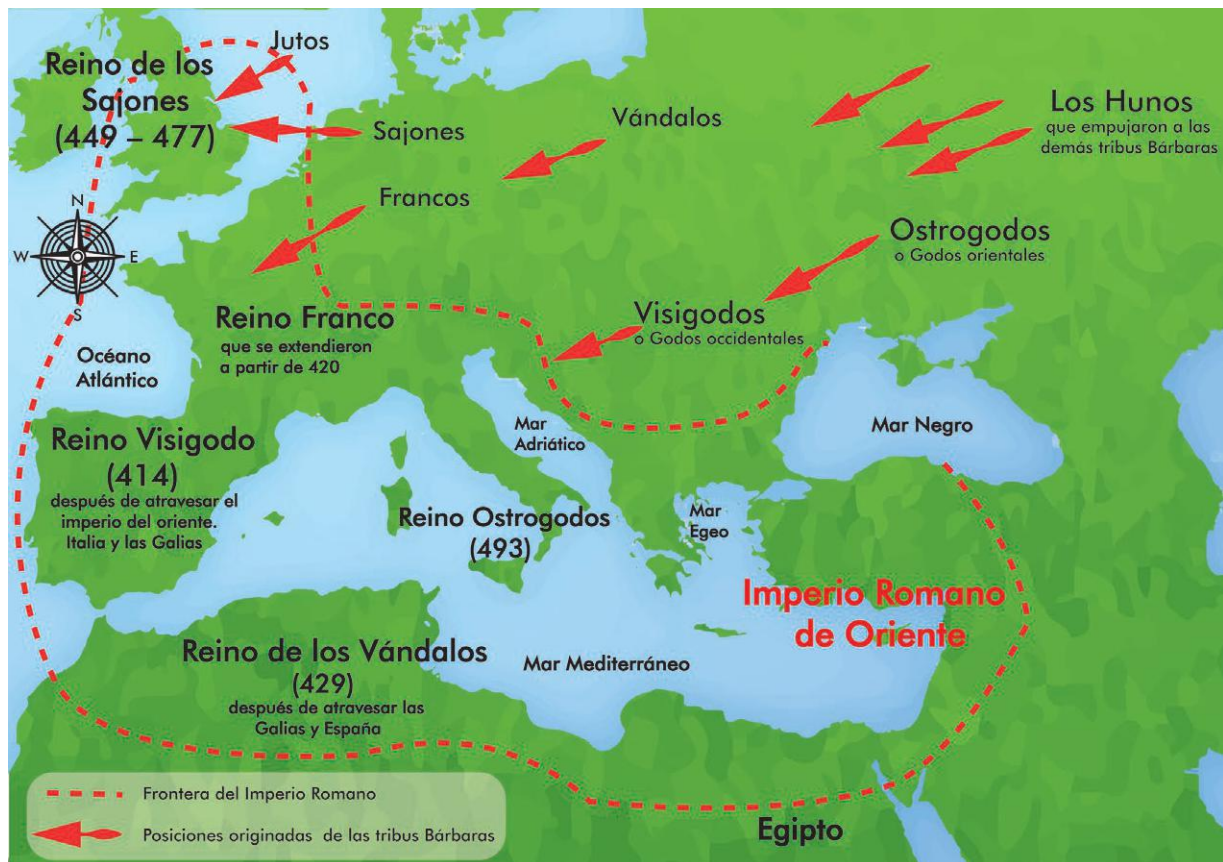 Jutos
Reino de los
Sajones
(449 – 477)
Sajones
Vándalos
Los Hunos
que empujaron a las
demás tribus Bárbaras
Francos
N
W
E
S
Ostrogodos
o Godos orientales
Visigodos
o Godos occidentales
Reino Franco
que se extendieron
a partir de 420
Océano
Atlántico
Mar
Adriático
Mar Negro
Reino Visigodo
(414)
después de atravesar el
imperio del oriente.
Italia y las Galias
Reino Ostrogodos
(493)
Mar
Egeo
Imperio Romano
de Oriente
Reino de los Vándalos
(429)
después de atravesar las
Galias y España
Mar Mediterráneo
Egipto
Frontera del Imperio Romano
Posiciones originadas de las tribus Bárbaras